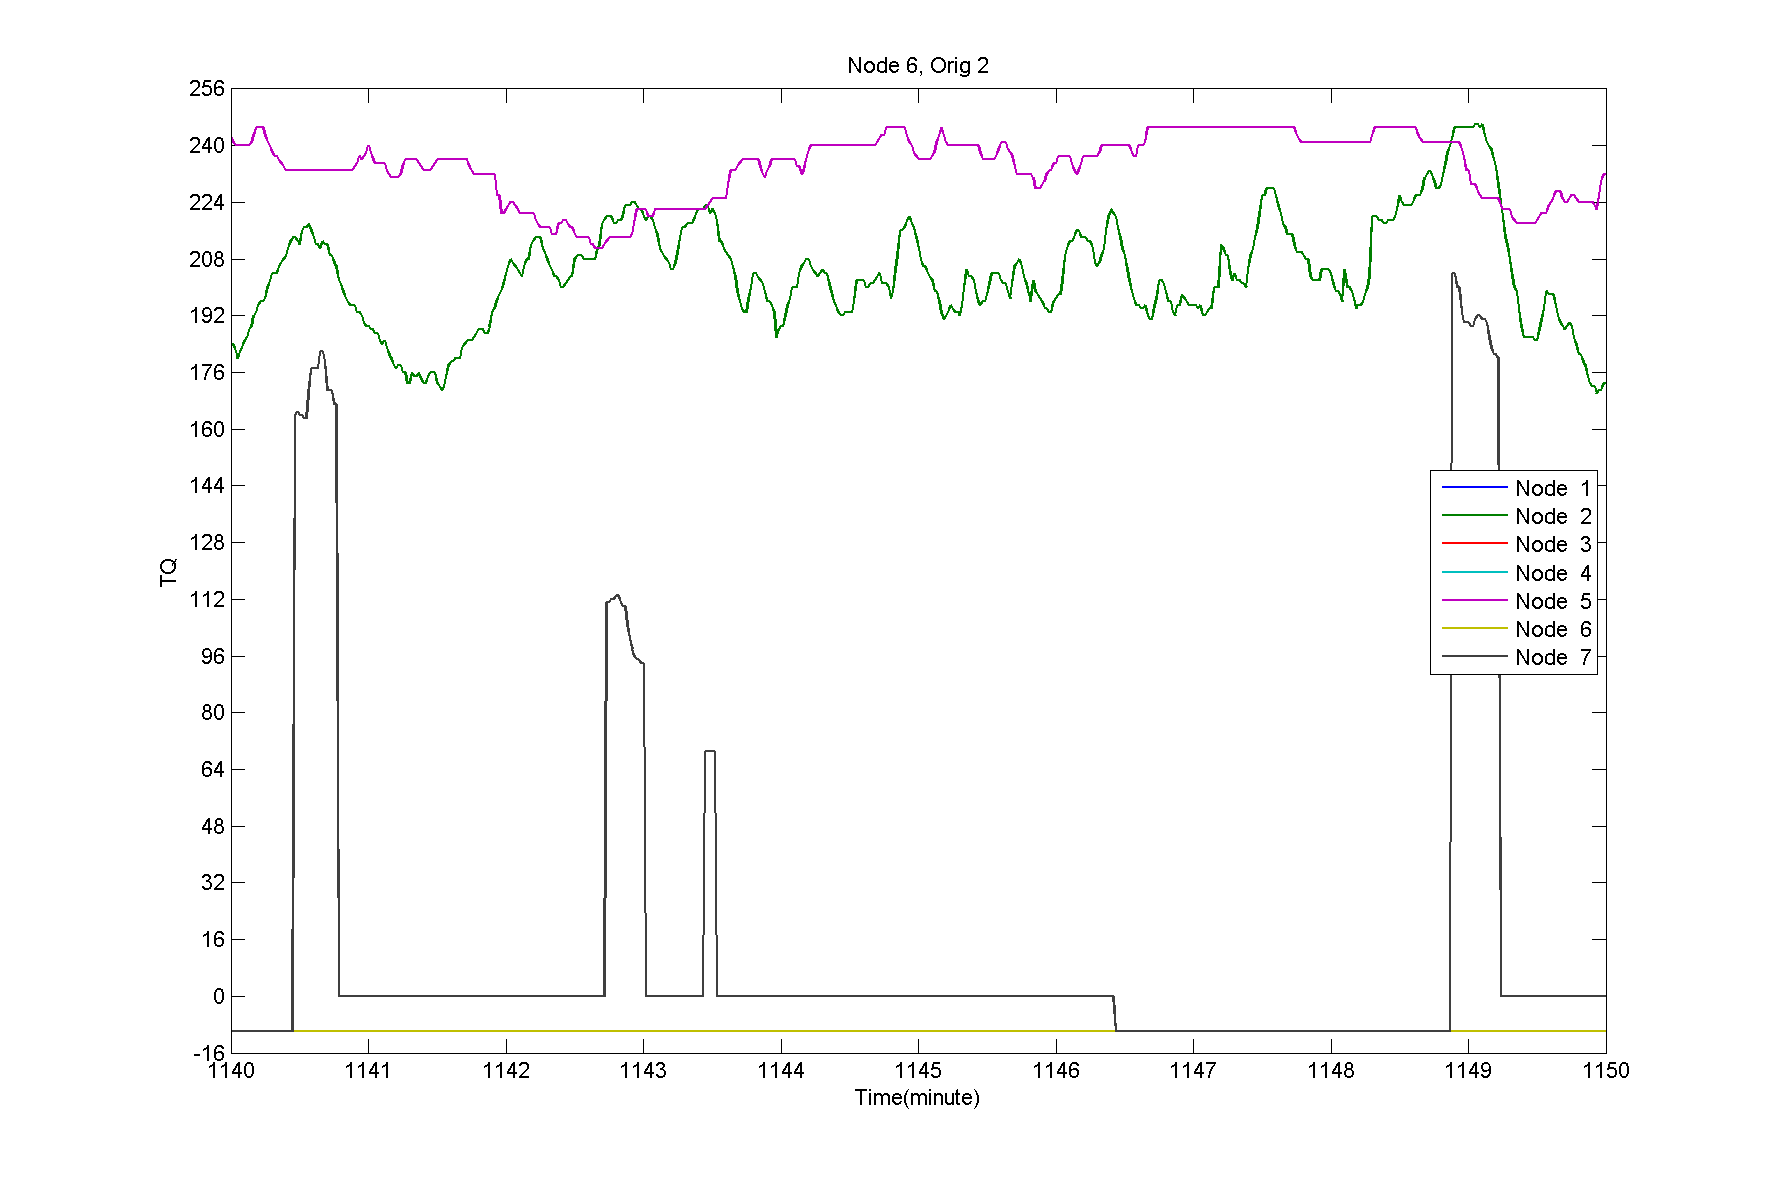 Node 6, Orig 2
256
240
224
208
192
176
160
144
128
112
96
80
64
48
32
16
0
-16
TQ
Node 1
Node 2
Node 3
Node 4
Node 5
Node 6
Node 7
1140 1141 1142 1143 1144 1145 1146 1147 1148 1149 1150
Time(minute)